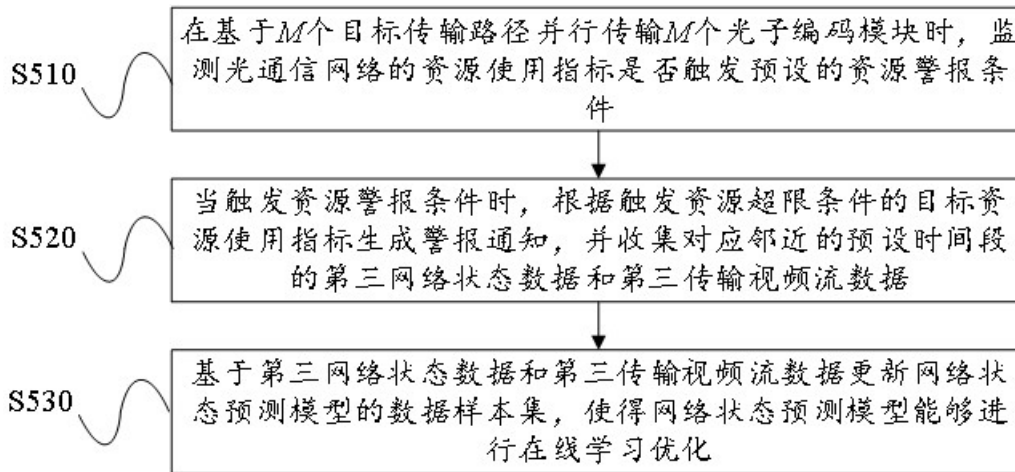 S510
在基于M个目标传输路径并行传输M个光子编码模块时，监
测光通信网络的资源使用指标是否触发预设的资源警报条
件
S520
当触发资源警报条件时，根据触发资源超限条件的目标资
源使用指标生成警报通知，并收集对应邻近的预设时间段
的第三网络状态数据和第三传输视频流数据
S530
基于第三网络状态数据和第三传输视频流数据更新网络状
态预测模型的数据样本集，使得网络状态预测模型能够进
行在线学习优化